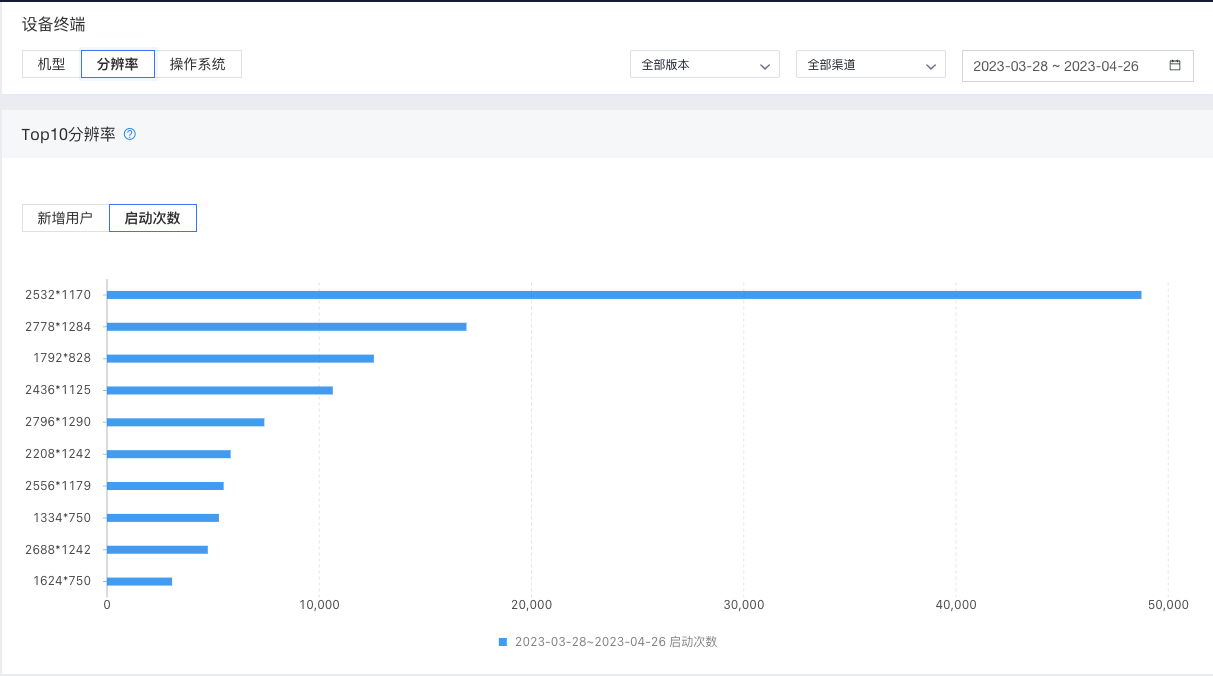 设备终端
机型 分辨率 操作系统 全部版本 全部渠道 2023-03-28 ~ 2023-04-26
Top10分辨率
新增用户 启动次数
2532*1170
2778*1284
1792*828
2436*1125
2796*1290
2208*1242
2556*1179
1334*750
2688*1242
1624*750
0 10,000 20,000 30,000 40,000 50,000
2023-03-28~2023-04-26 启动次数